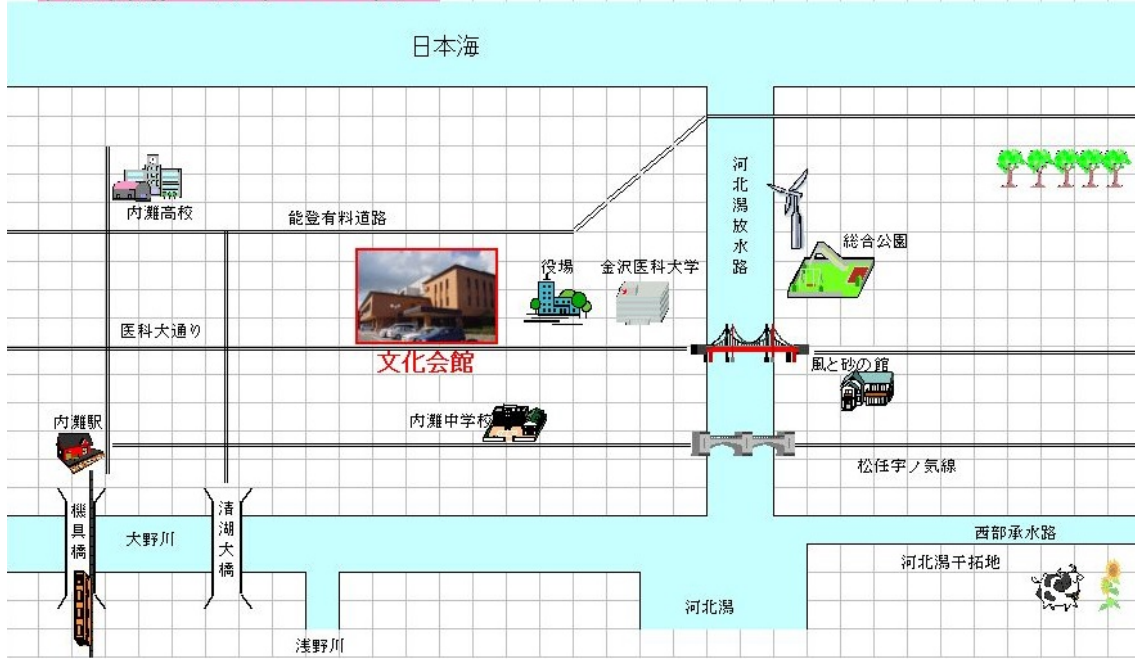 日本海
河北潟放水路
内灘高校
能登有料道路
総合公園
役場
金沢医科大学
医科大通り
文化会館
風と砂の館
内灘中学校
内灘駅
松任宇ノ気線
機具橋
清湖大橋
大野川
西部承水路
河北潟干拓地
河北潟
浅野川